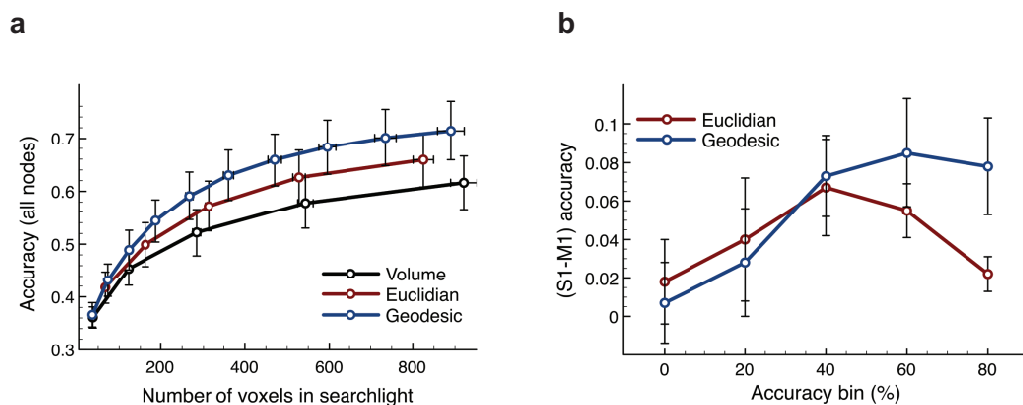 a
b
Accuracy (all nodes)
0.7
0.6
0.5
0.4
0.3
Volume
Euclidian
Geodesic
200
400
600
800
Number of voxels in searchlight
(S1-M1) accuracy
0.1
0.08
0.06
0.04
0.02
0
Euclidian
Geodesic
0
20
40
60
80
Accuracy bin (%)